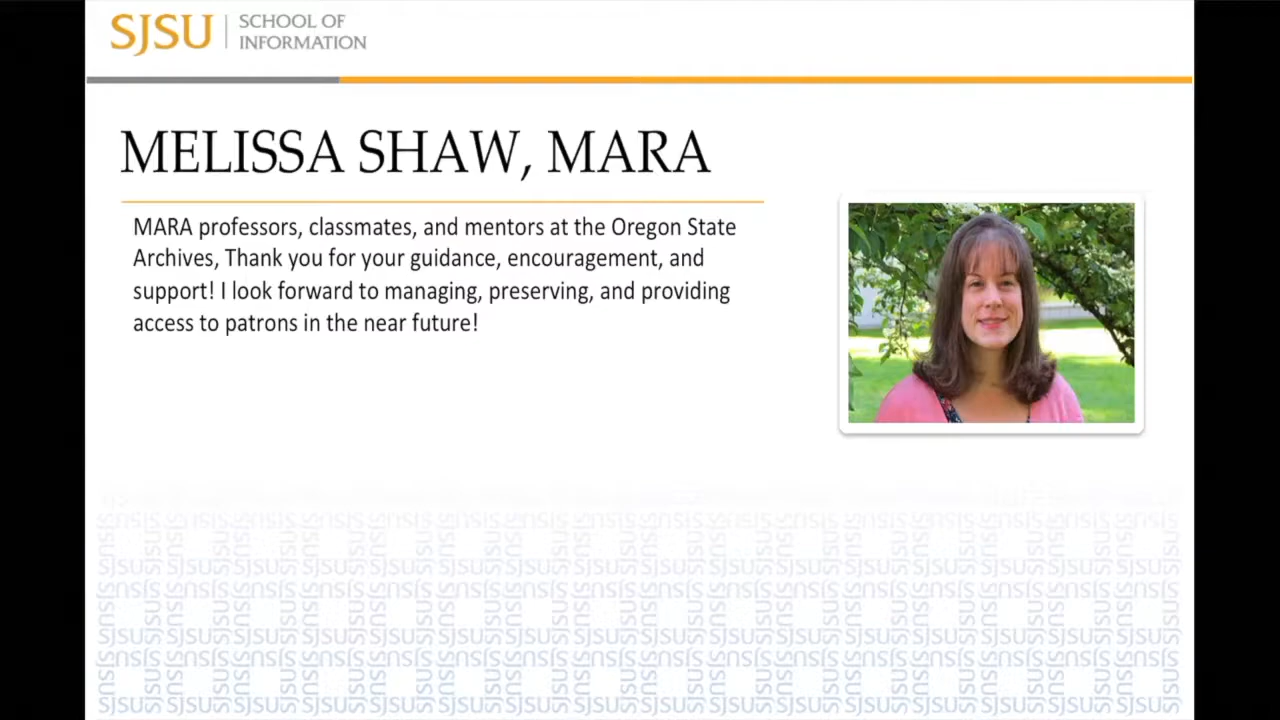 SJSU
SCHOOL OF
INFORMATION
MELISSA SHAW, MARA
MARA professors, classmates, and mentors at the Oregon State
Archives, Thank you for your guidance, encouragement, and
support! I look forward to managing, preserving, and providing
access to patrons in the near future!